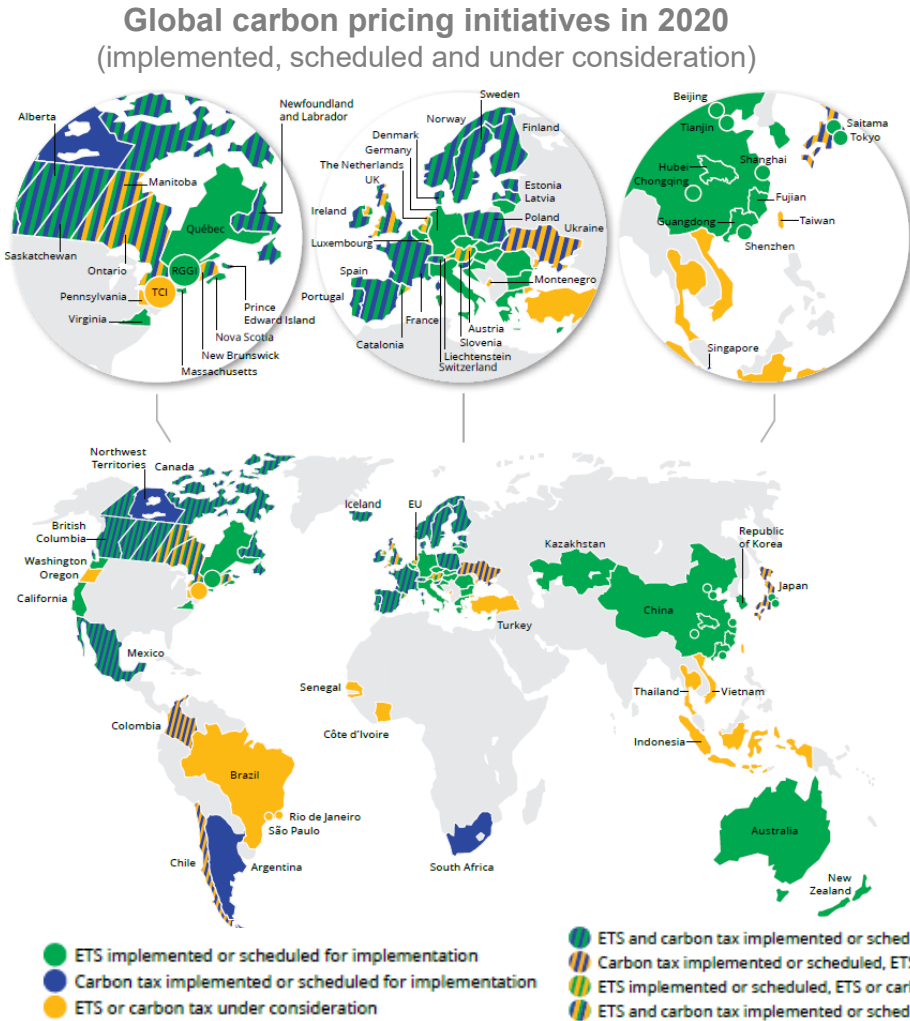 Global carbon pricing initiatives in 2020
(implemented, scheduled and under consideration)
Alberta
Newfoundland
and Labrador
Manitoba
Québec
Saskatchewan
Ontario
RGGI
TCI
Pennsylvania
Virginia
Prince
Edward Island
Nova Scotia
New Brunswick
Massachusetts
Sweden
Norway
Finland
Denmark
Germany
The Netherlands
UK
Estonia
Latvia
Ireland
Poland
Ukraine
Luxembourg
Spain
Montenegro
Portugal
France
Catalonia
Austria
Slovenia
Liechtenstein
Switzerland
Beijing
Tianjin
Saitama
Tokyo
Hubei
Shanghai
Chongqing
Fujian
Guangdong
Taiwan
Shenzhen
Singapore
Northwest
Territories
Canada
British
Columbia
Washington
Oregon
California
Mexico
Iceland
EU
Kazakhstan
Republic
of Korea
Japan
China
Turkey
Senegal
Côte d'Ivoire
Thailand
Vietnam
Indonesia
Colombia
Brazil
Rio de Janeiro
São Paulo
Chile
Argentina
South Africa
Australia
New
Zealand
ETS implemented or scheduled for implementation
Carbon tax implemented or scheduled for implementation
ETS or carbon tax under consideration
ETS and carbon tax implemented or sched
Carbon tax implemented or scheduled, ETS
ETS implemented or scheduled, ETS or carl
ETS and carbon tax implemented or sched